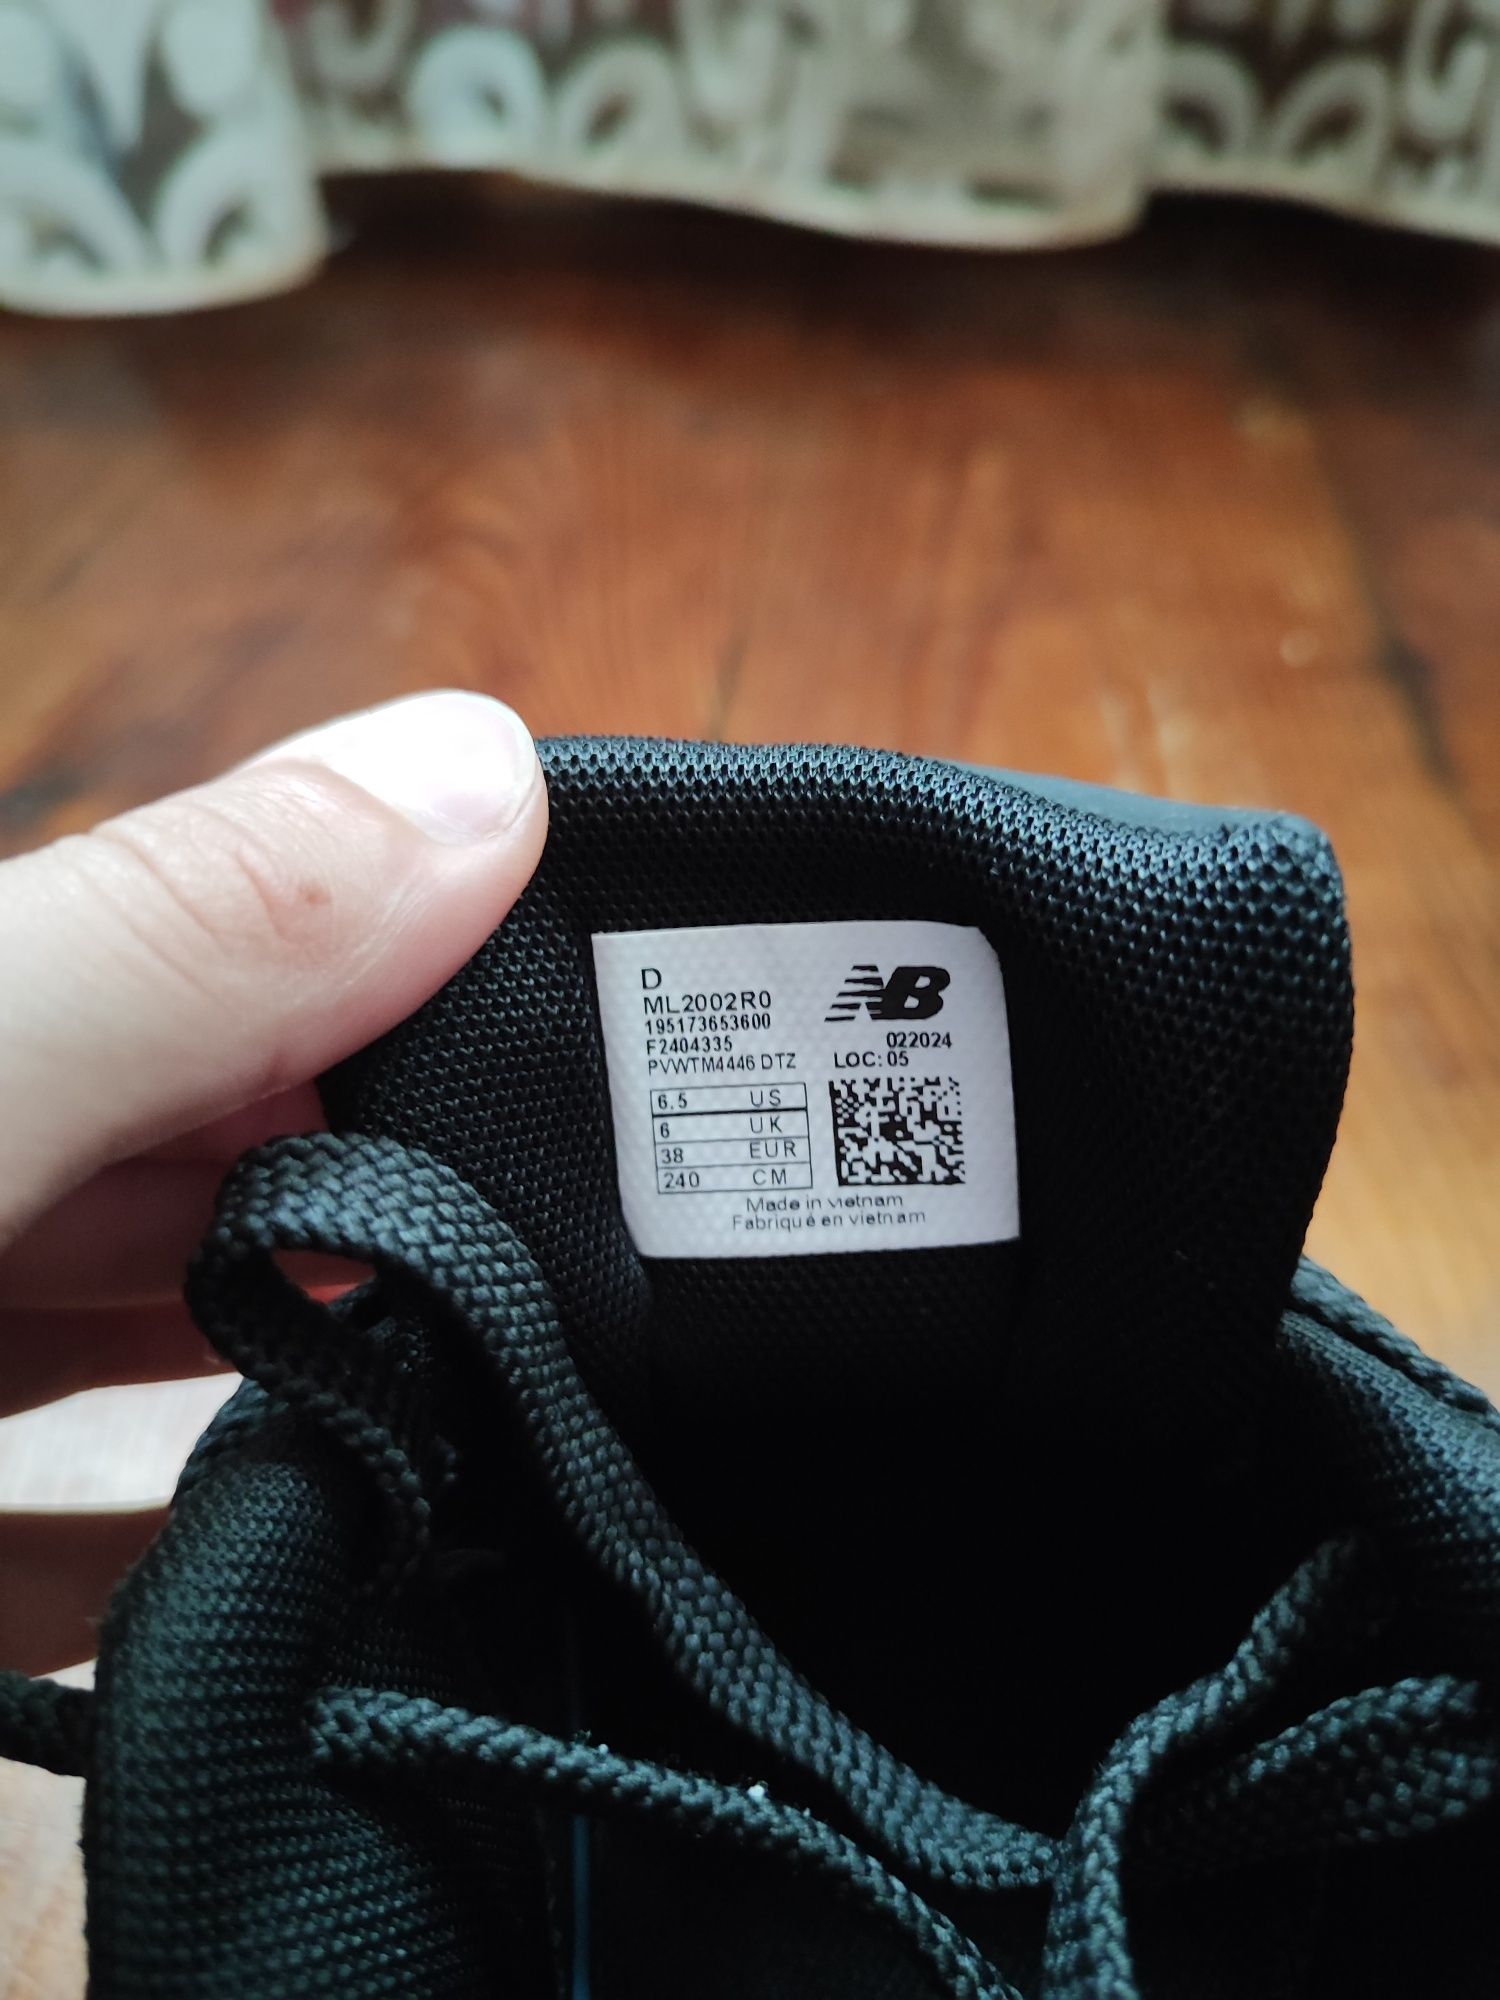 D
NB
ML2002R0
195173653600
F2404335 022024
PVWTM4446 DTZ LOC: 05
6.5 US
6 UK
38 EUR
240 CM
Made in vietnam
Fabriqué en vietnam